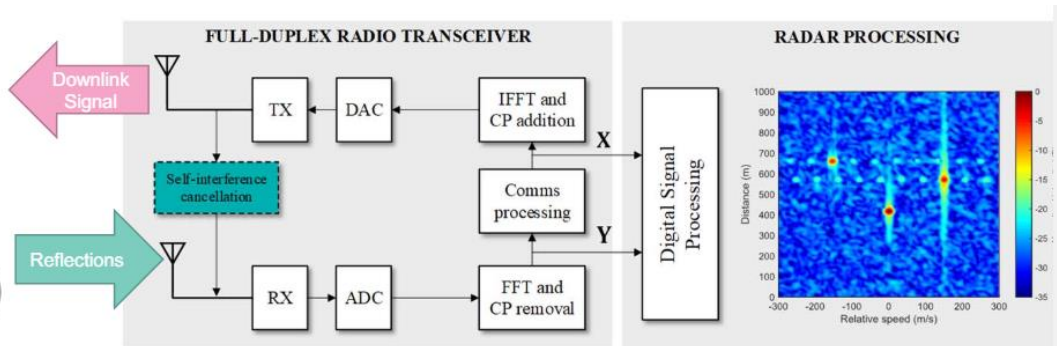 FULL-DUPLEX RADIO TRANSCEIVER
RADAR PROCESSING
Downlink
Signal
TX
DAC
IFFT and
CP addition
X
Self-interference
cancellation
Comms
processing
Y
Reflections
RX
ADC
FFT and
CP removal
Digital Signal
Processing
1000
900
800
700
600
500
400
300
200
100
0
Distance (m)
-300
-200
-100
0
100
200
300
Relative speed (m/s)
0
-5
-10
-15
-20
-25
-30
-35